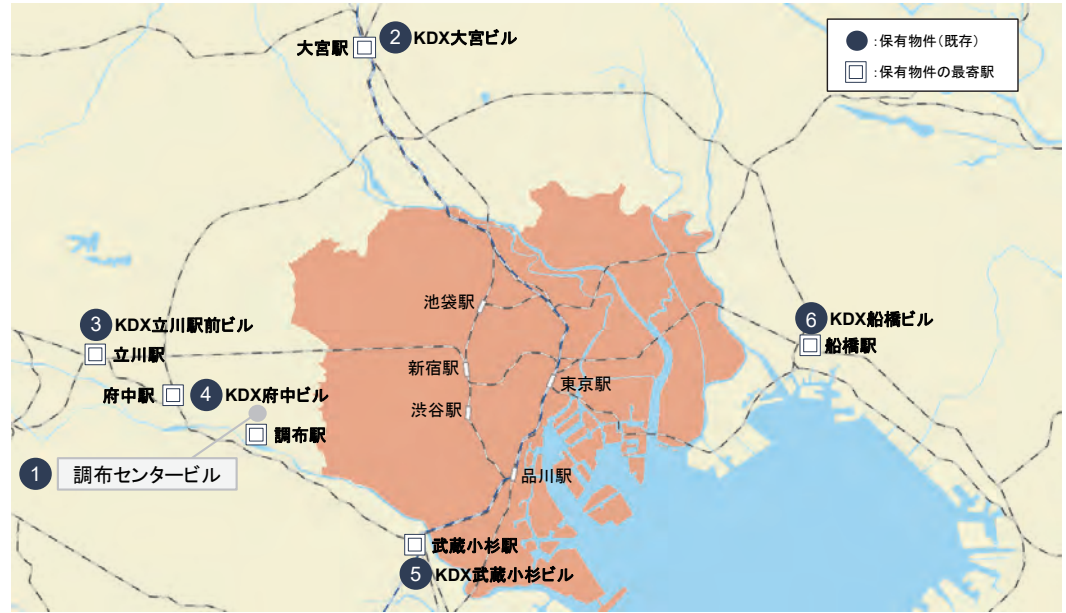 2 KDX大宮ビル
大宮駅
●:保有物件(既存)
:保有物件の最寄駅
池袋駅
3 KDX立川駅前ビル
立川駅
6 KDX船橋ビル
船橋駅
新宿駅
東京駅
府中駅
4 KDX府中ビル
渋谷駅
調布駅
1 調布センタービル
品川駅
武蔵小杉駅
5 KDX武蔵小杉ビル